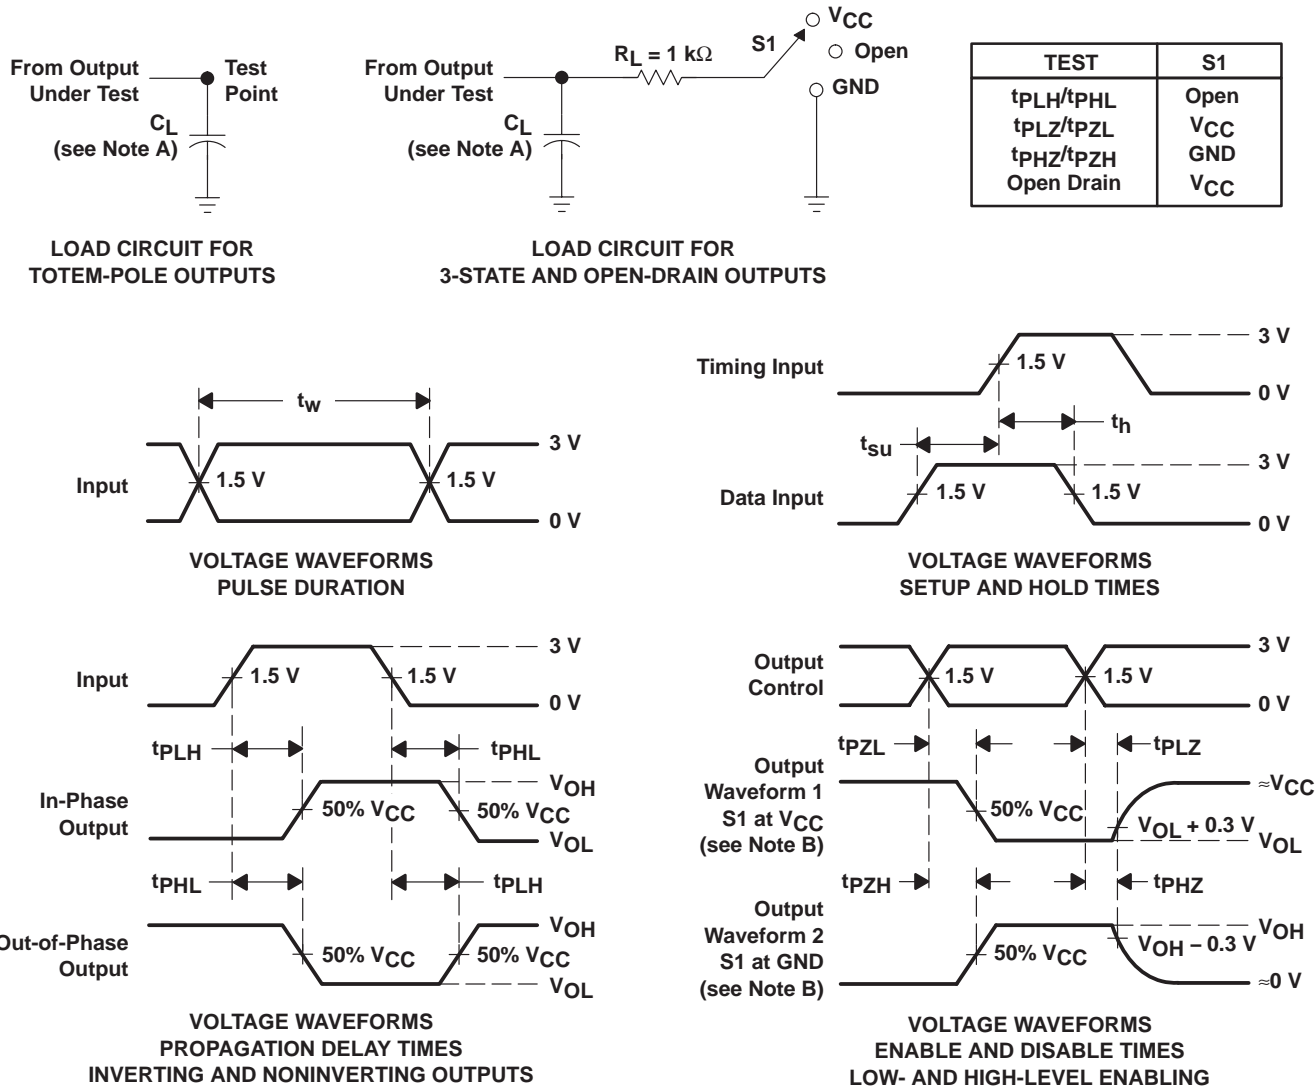 From Output
Under Test
Test
Point
CL
(see Note A)
LOAD CIRCUIT FOR
TOTEM-POLE OUTPUTS
From Output
Under Test
RL = 1 kΩ
S1
VCC
Open
GND
CL
(see Note A)
LOAD CIRCUIT FOR
3-STATE AND OPEN-DRAIN OUTPUTS
TEST S1
tPLH/tPHL Open
tPLZ/tPZL VCC
tPHZ/tPZH GND
Open Drain VCC
tw
Input
1.5 V
1.5 V
3 V
0 V
VOLTAGE WAVEFORMS
PULSE DURATION
Timing Input
1.5 V
3 V
0 V
tsu
th
Data Input
1.5 V
1.5 V
3 V
0 V
VOLTAGE WAVEFORMS
SETUP AND HOLD TIMES
Input
1.5 V
1.5 V
3 V
0 V
tPLH
tPHL
In-Phase
Output
50% VCC
50% VCC
VOH
VOL
tPHL
tPLH
Out-of-Phase
Output
50% VCC
50% VCC
VOH
VOL
VOLTAGE WAVEFORMS
PROPAGATION DELAY TIMES
INVERTING AND NONINVERTING OUTPUTS
Output
Control
1.5 V
1.5 V
3 V
0 V
tPZL
tPLZ
Output
Waveform 1
S1 at VCC
(see Note B)
50% VCC
VOL + 0.3 V
≈VCC
VOL
tPZH
tPHZ
Output
Waveform 2
S1 at GND
(see Note B)
50% VCC
VOH − 0.3 V
VOH
≈0 V
VOLTAGE WAVEFORMS
ENABLE AND DISABLE TIMES
LOW- AND HIGH-LEVEL ENABLING